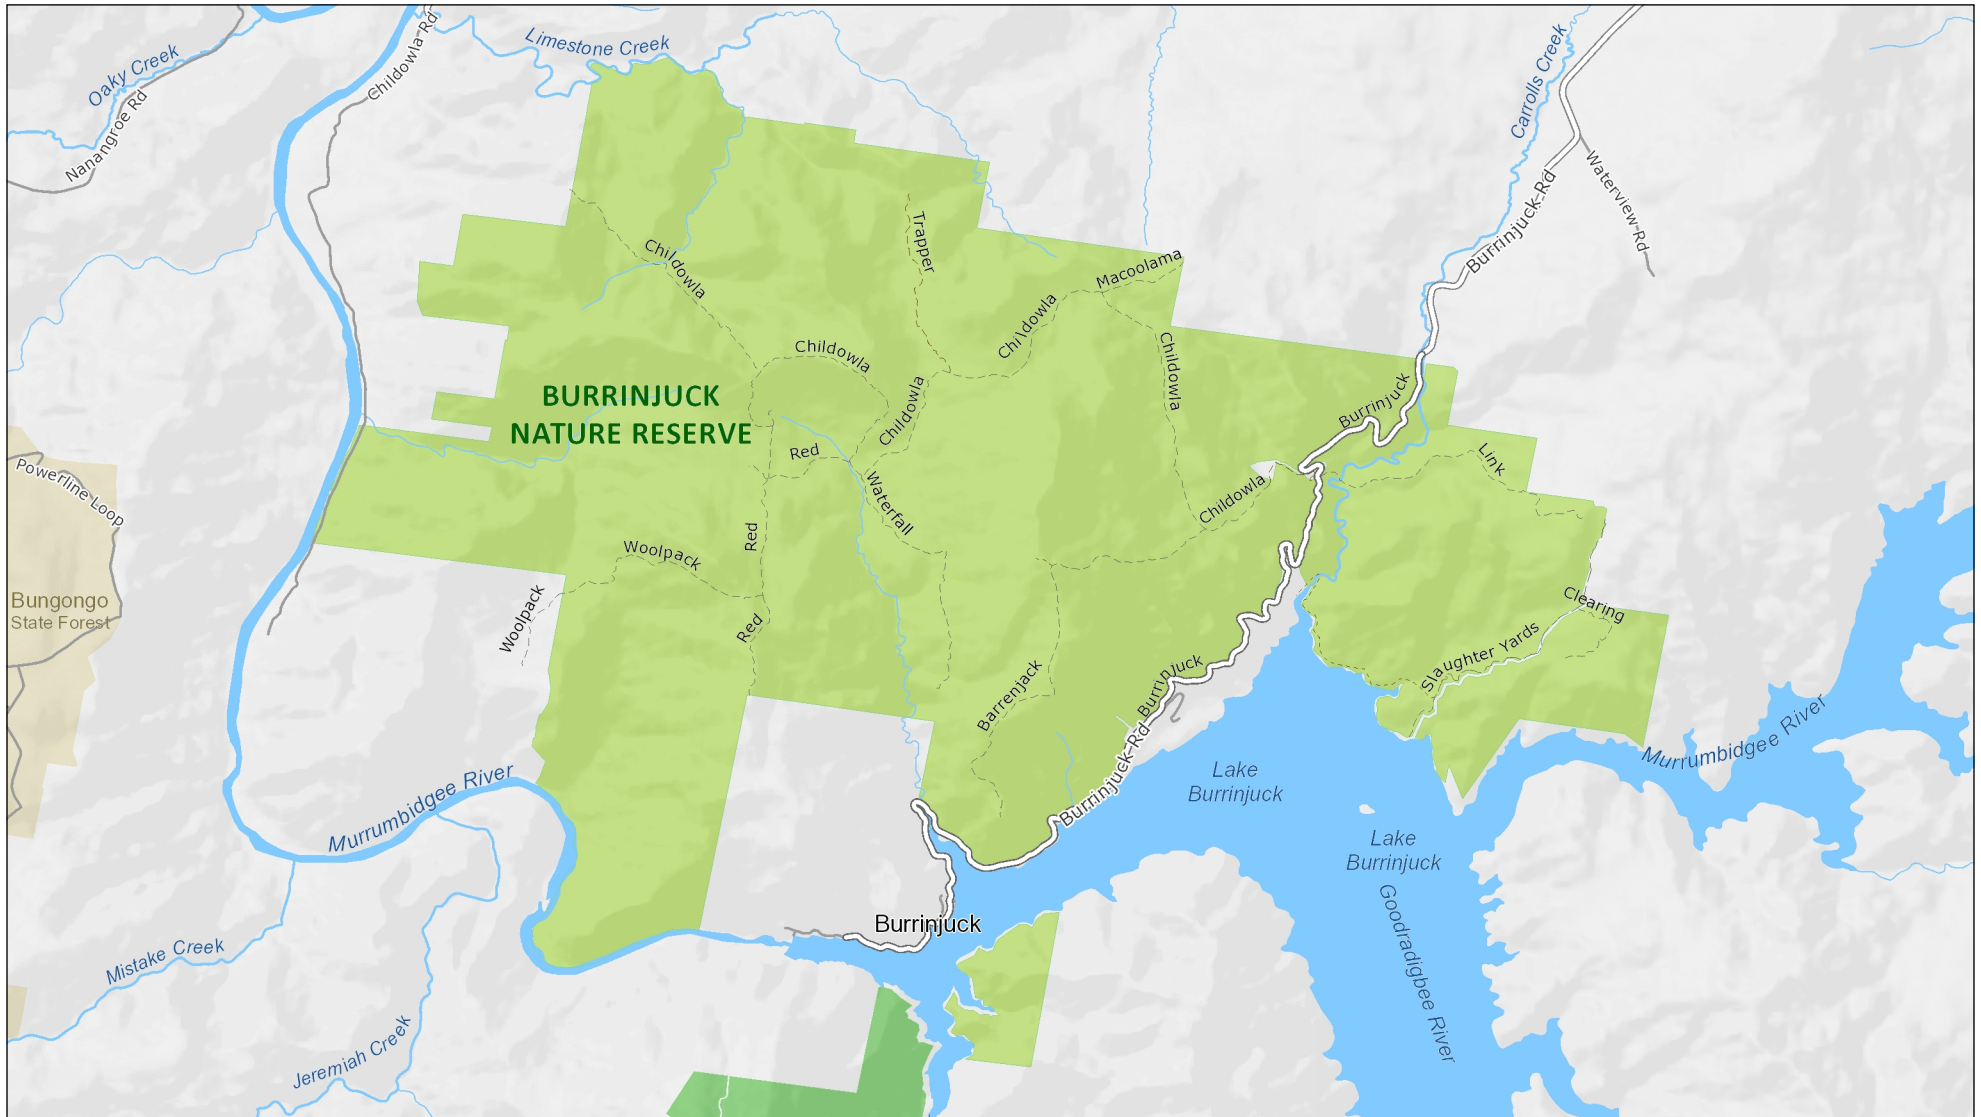 Oaky Creek
Nanangroe Rd
Childowla Rd
Limestone Creek
Carrolls Creek
Waterview Rd
Burrinjuck Rd
Childowla
Trapper
Macoolama
Childowla
Childowla
Childowla
Childowla
Burrinjuck
BURRINJUCK
NATURE RESERVE
Red
Link
Powerline Loop
Waterfall
Childowla
Red
Woolpack
Woolpack
Red
Bungongo
State Forest
Clearing
Slaughter Yards
Barrenjack
Burrinjuck
Burrinjuck Rd
Murrumbidgee River
Murrumbidgee River
Lake
Burrinjuck
Lake
Burrinjuck
Goodradigbee River
Burrinjuck
Mistake Creek
Jeremiah Creek